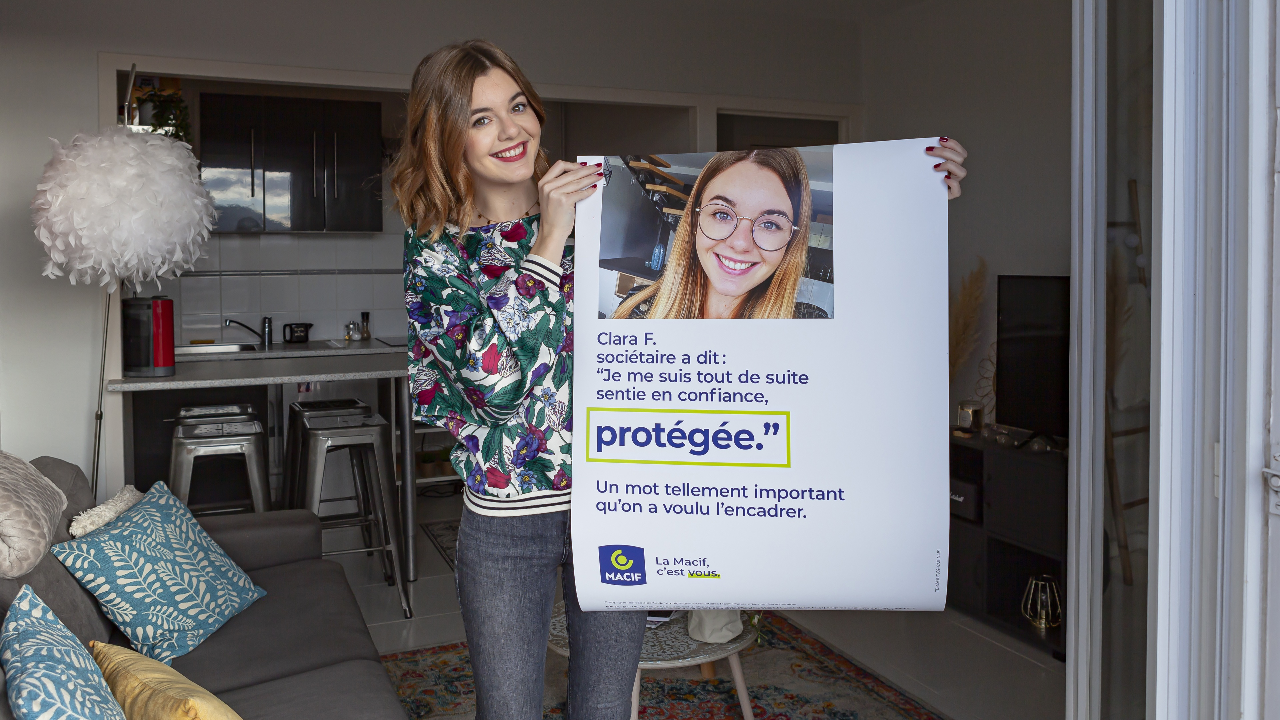 Clara F.
sociétaire a dit :
“Je me suis tout de suite
sentie en confiance,
protégée.”
Un mot tellement important
qu’on a voulu l’encadrer.
MACIF
La Macif,
c’est vous.